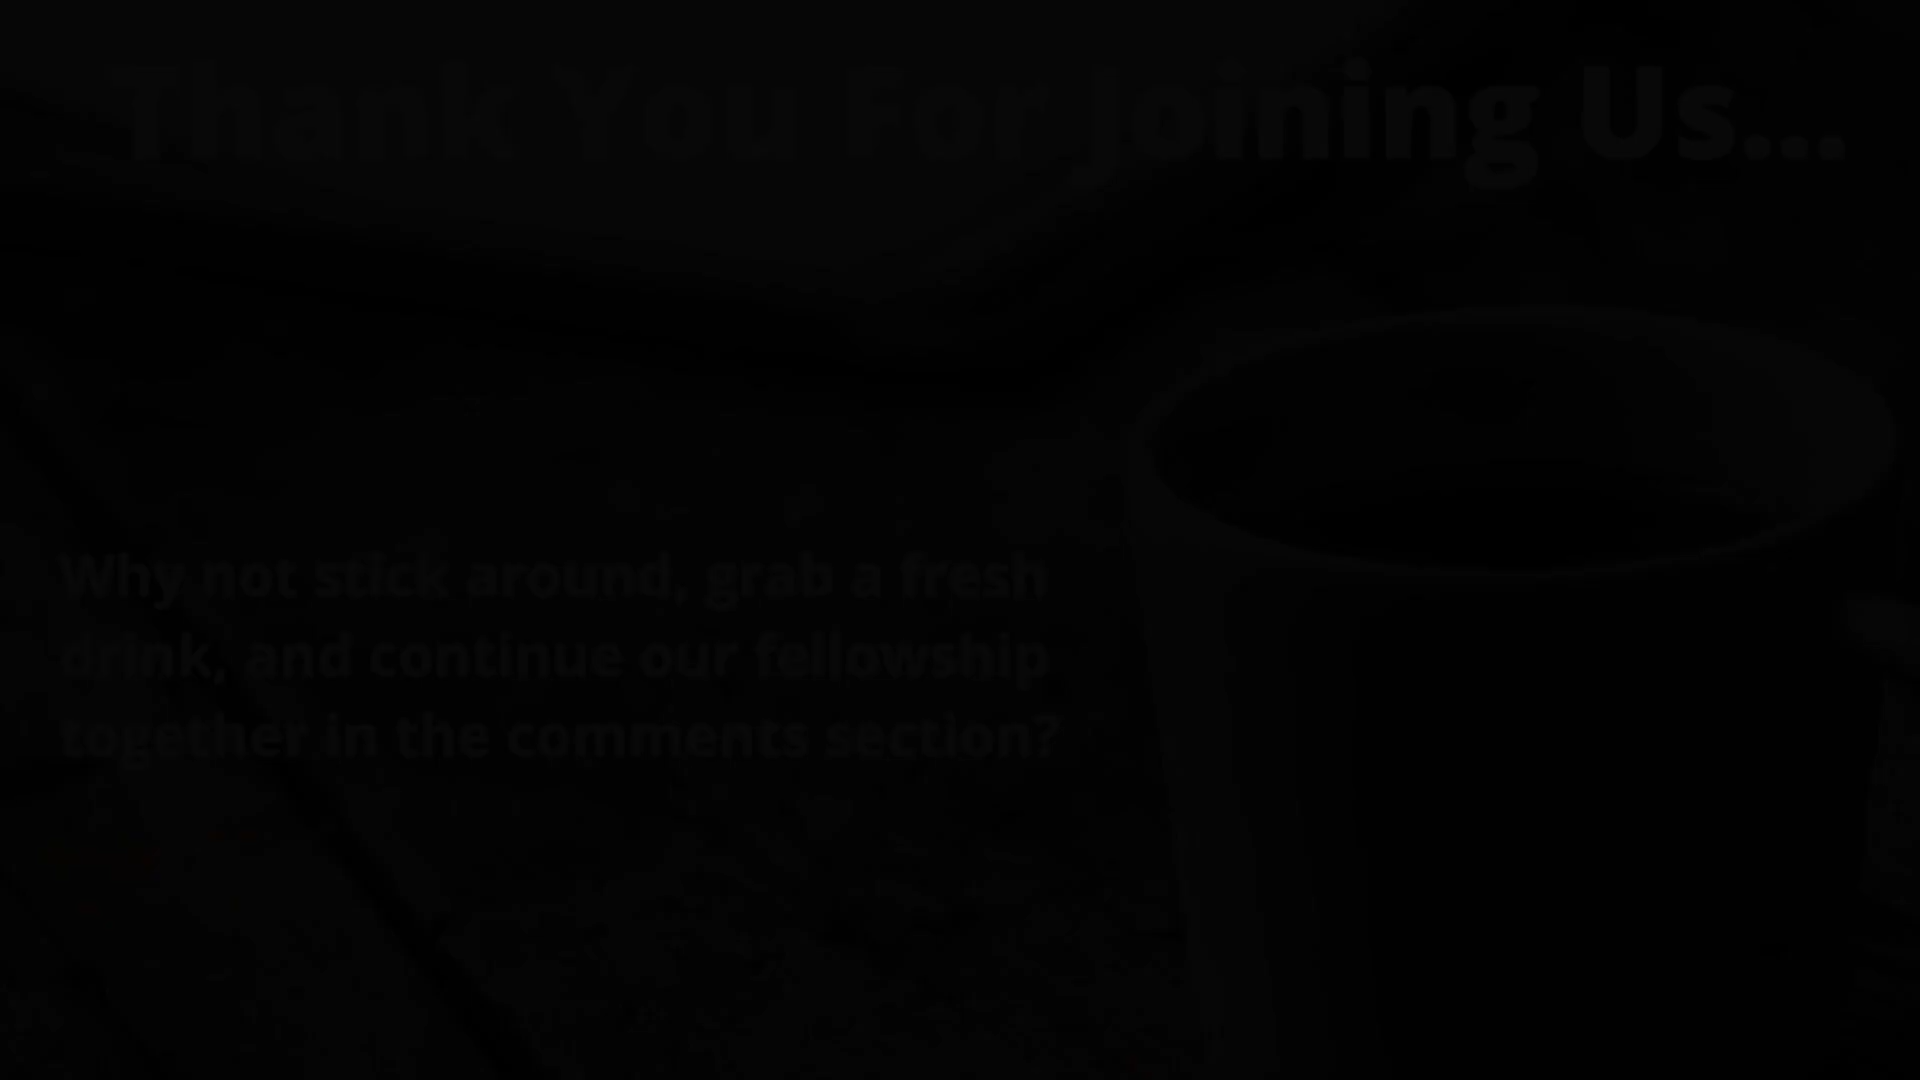 Thank You For Joining Us...
Why not stick around, grab a fresh
drink, and continue our fellowship
together in the comments section?